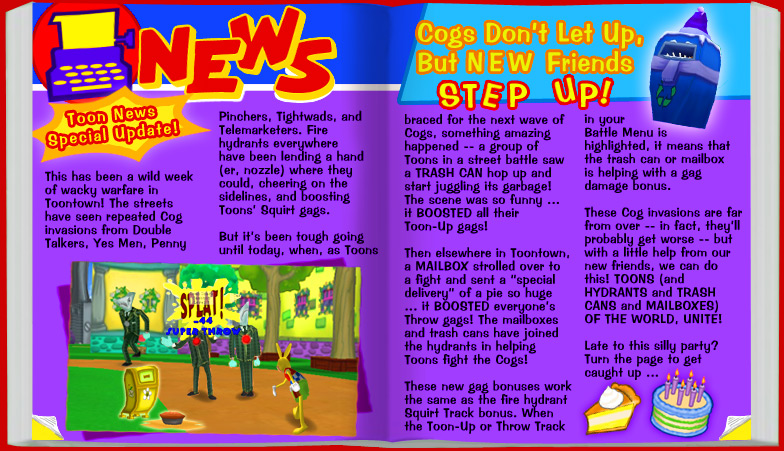 NEWS
Toon News
Special Update!
This has been a wild week
of wacky warfare in
Toontown! The streets
have seen repeated Cog
invasions from Double
Talkers, Yes Men, Penny
Pinchers, Tightwads, and
Telemarketers. Fire
hydrants everywhere
have been lending a hand
(er, nozzle) where they
could, cheering on the
sidelines, and boosting
Toons' Squirt gags.
But it's been tough going
until today, when, as Toons
SPLAT!
-44
SUPER THROW
Cogs Don't Let Up,
But NEW Friends
STEP UP!
braced for the next wave of
Cogs, something amazing
happened -- a group of
Toons in a street battle saw
a TRASH CAN hop up and
start juggling its garbage!
The scene was so funny ...
it BOOSTED all their
Toon-Up gags!
Then elsewhere in Toontown,
a MAILBOX strolled over to
a fight and sent a "special
delivery" of a pie so huge
... it BOOSTED everyone's
Throw gags! The mailboxes
and trash cans have joined
the hydrants in helping
Toons fight the Cogs!
These new gag bonuses work
the same as the fire hydrant
Squirt Track bonus. When
the Toon-Up or Throw Track
in your
Battle Menu is
highlighted, it means that
the trash can or mailbox
is helping with a gag
damage bonus.
These Cog invasions are far
from over -- in fact, they'll
probably get worse -- but
with a little help from our
new friends, we can do
this! TOONS (and
HYDRANTS and TRASH
CANS and MAILBOXES)
OF THE WORLD, UNITE!
Late to this silly party?
Turn the page to get
caught up ...